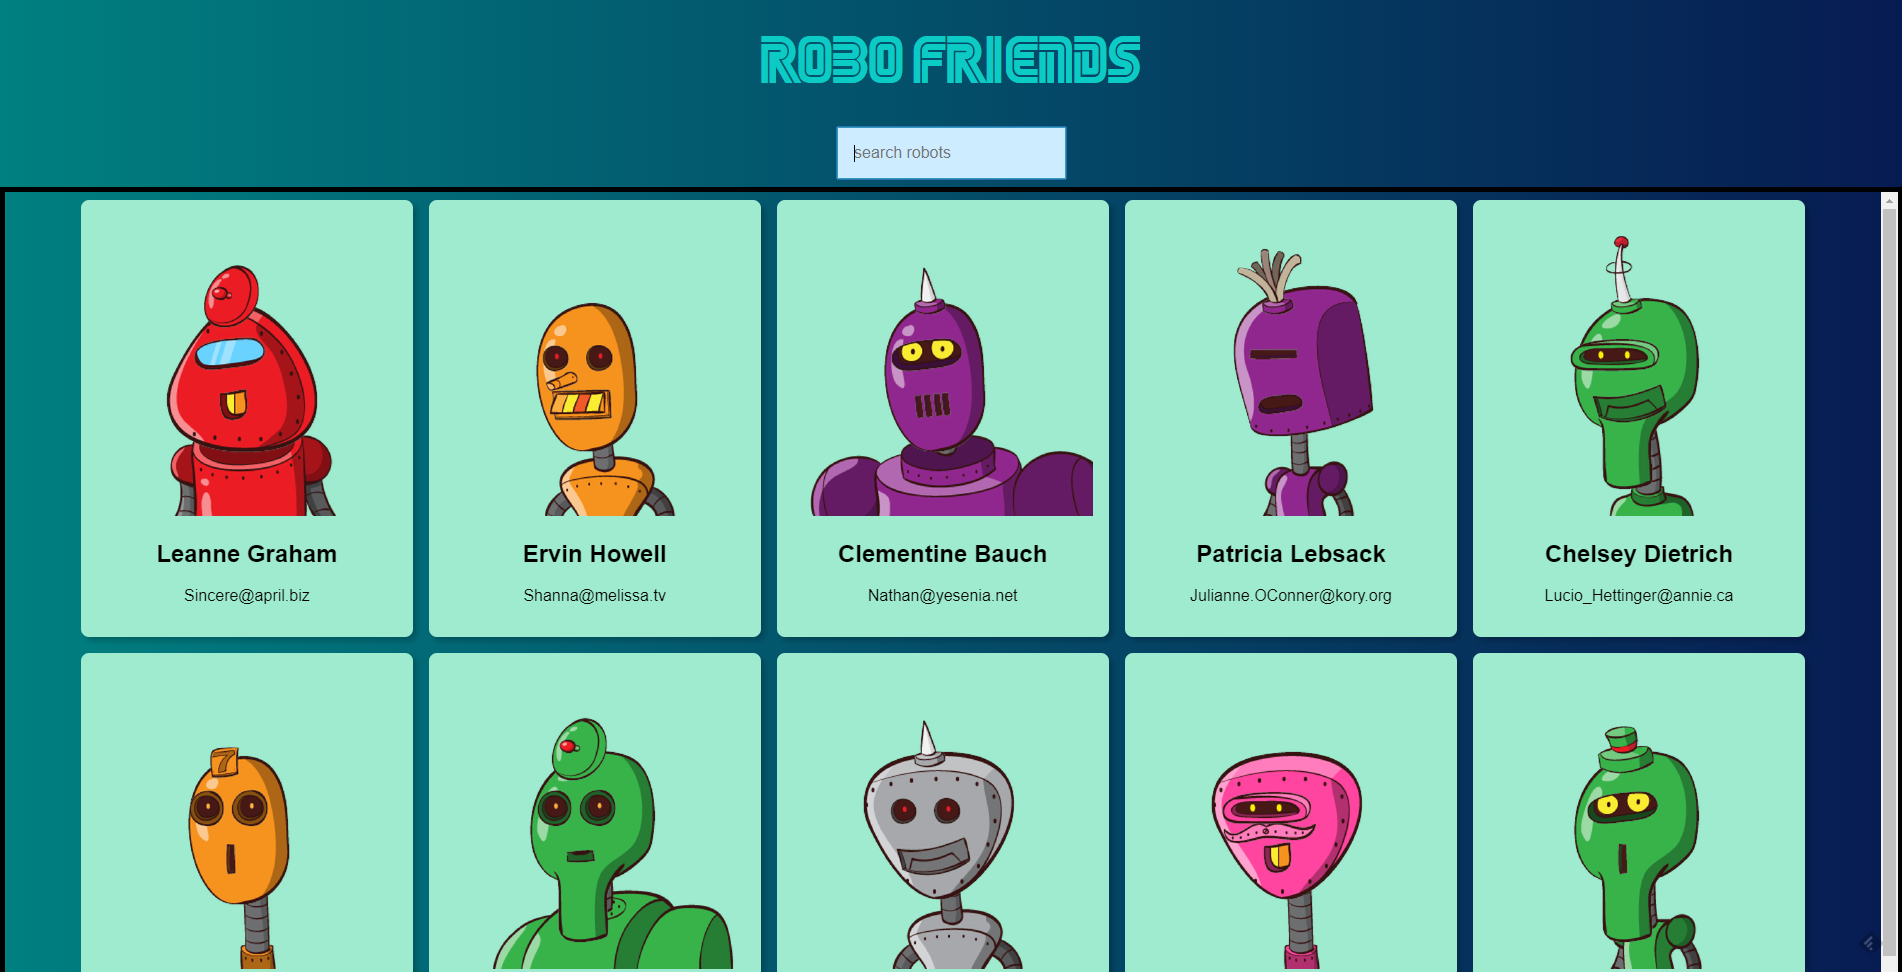 ROBO FRIENDS
search robots
Leanne Graham
Sincere@april.biz
Ervin Howell
Shanna@melissa.tv
Clementine Bauch
Nathan@yesenia.net
Patricia Lebsack
Julianne.OConner@kory.org
Chelsey Dietrich
Lucio_Hettinger@annie.ca
7